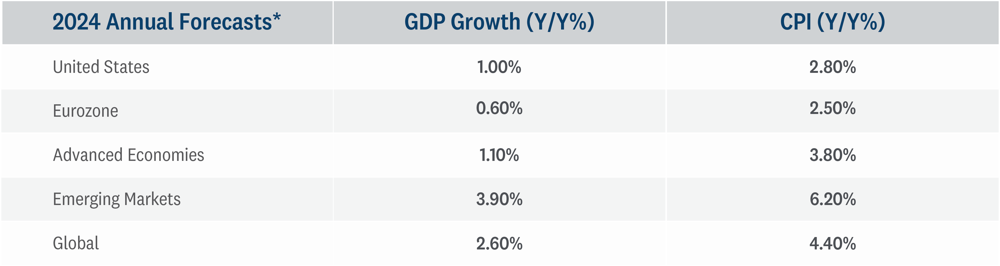 2024 Annual Forecasts* GDP Growth (Y/Y%) CPI (Y/Y%)
United States 1.00% 2.80%
Eurozone 0.60% 2.50%
Advanced Economies 1.10% 3.80%
Emerging Markets 3.90% 6.20%
Global 2.60% 4.40%